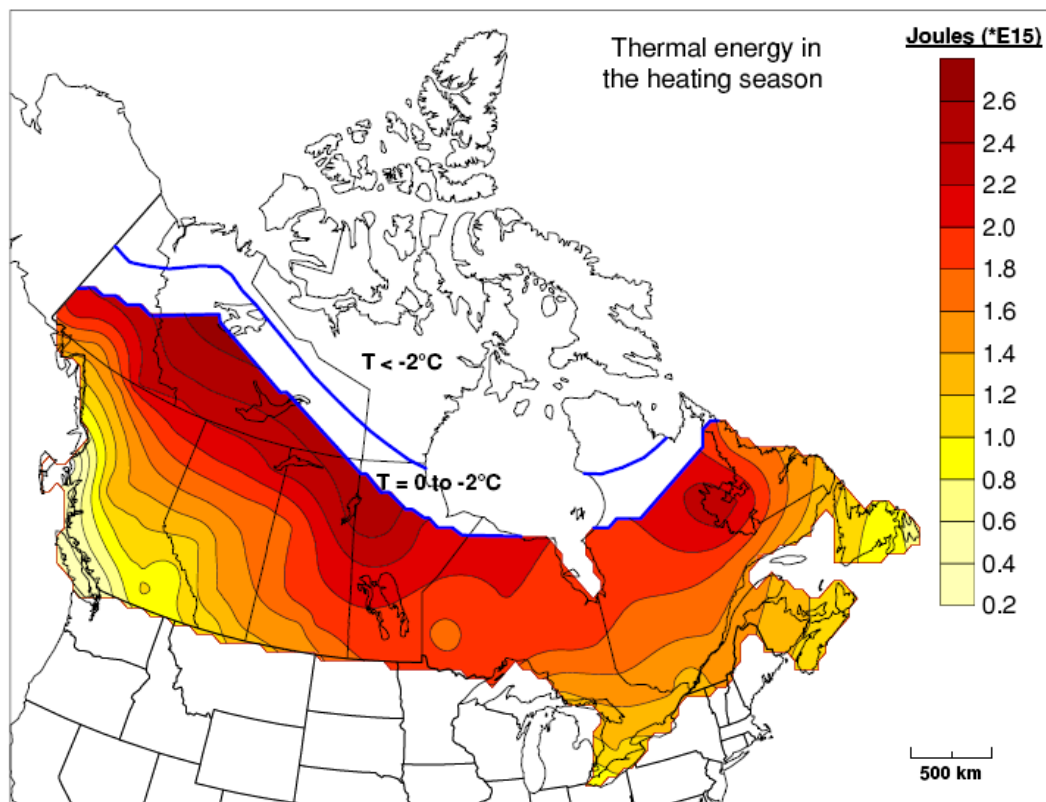 Thermal energy in
the heating season
Joules (*E15)
2.6
2.4
2.2
2.0
1.8
1.6
1.4
1.2
1.0
0.8
0.6
0.4
0.2
T < -2°C
T = 0 to -2°C
500 km